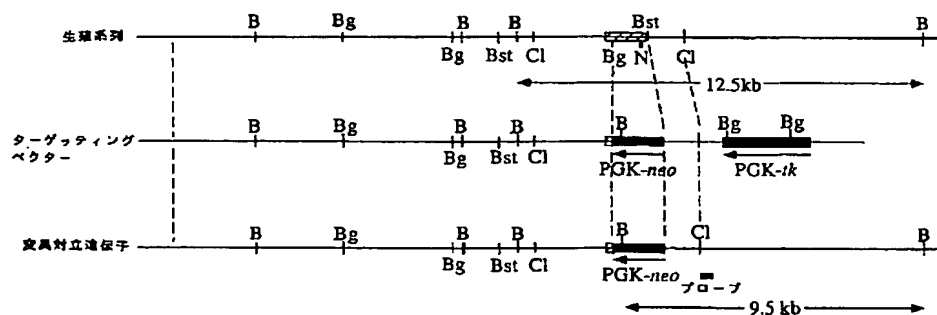 B Bg B B Bst B
生殖系列
Bg Bst Cl Bg N Cl
12.5kb
B Bg B B B Bg Bg
ターゲッティング
ベクター
Bg Bst Cl PGK-neo PGK-tk
B Bg B B B Cl B
変異対立遺伝子
Bg Bst Cl PGK-neo プローブ
9.5 kb